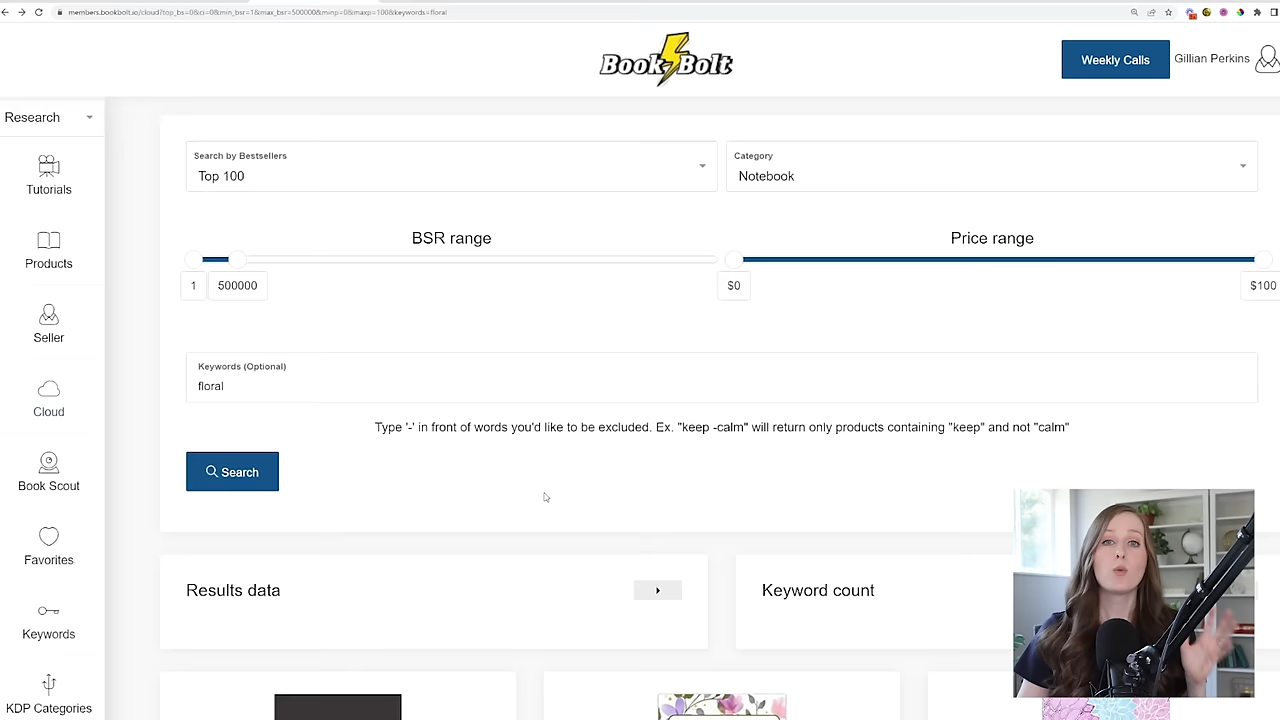 members.bookbolt.io/cloud?top_bs=0&ci=0&min_bsr=1&max_bsr=500000&minp=0&maxp=100&keywords=floral
Book Bolt
Weekly Calls
Gillian Perkins
Research
Tutorials
Products
Seller
Cloud
Book Scout
Favorites
Keywords
KDP Categories
Search by Bestsellers
Top 100
Category
Notebook
BSR range
1
500000
Price range
$0
$100
Keywords (Optional)
floral
Type '-' in front of words you'd like to be excluded. Ex. "keep -calm" will return only products containing "keep" and not "calm"
Search
Results data
Keyword count